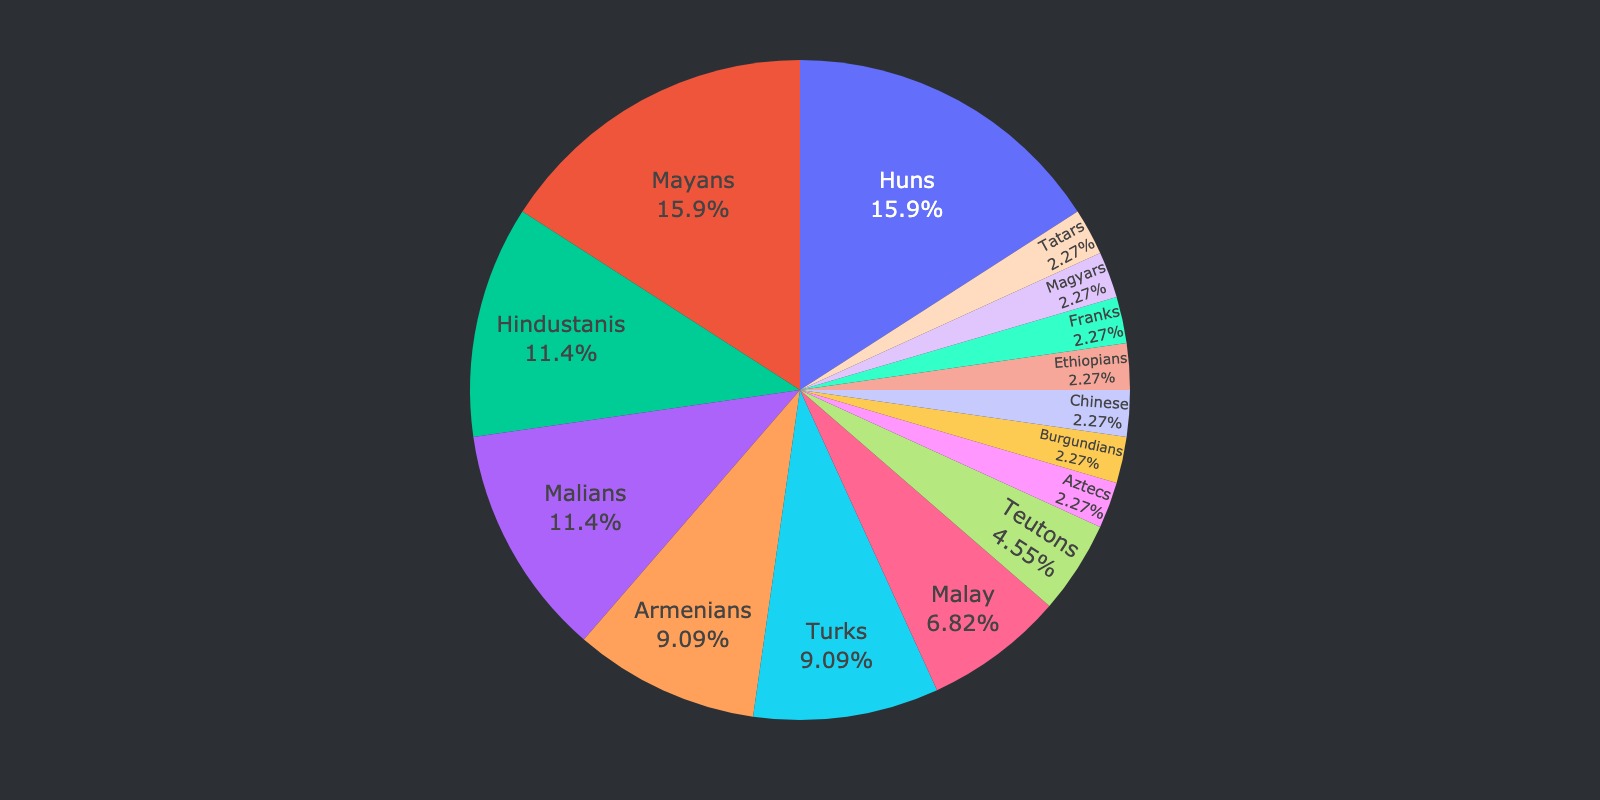 Mayans
15.9%
Huns
15.9%
Tatars
2.27%
Magyars
2.27%
Franks
2.27%
Ethiopians
2.27%
Chinese
2.27%
Burgundians
2.27%
Aztecs
2.27%
Teutons
4.55%
Malay
6.82%
Turks
9.09%
Armenians
9.09%
Malians
11.4%
Hindustanis
11.4%